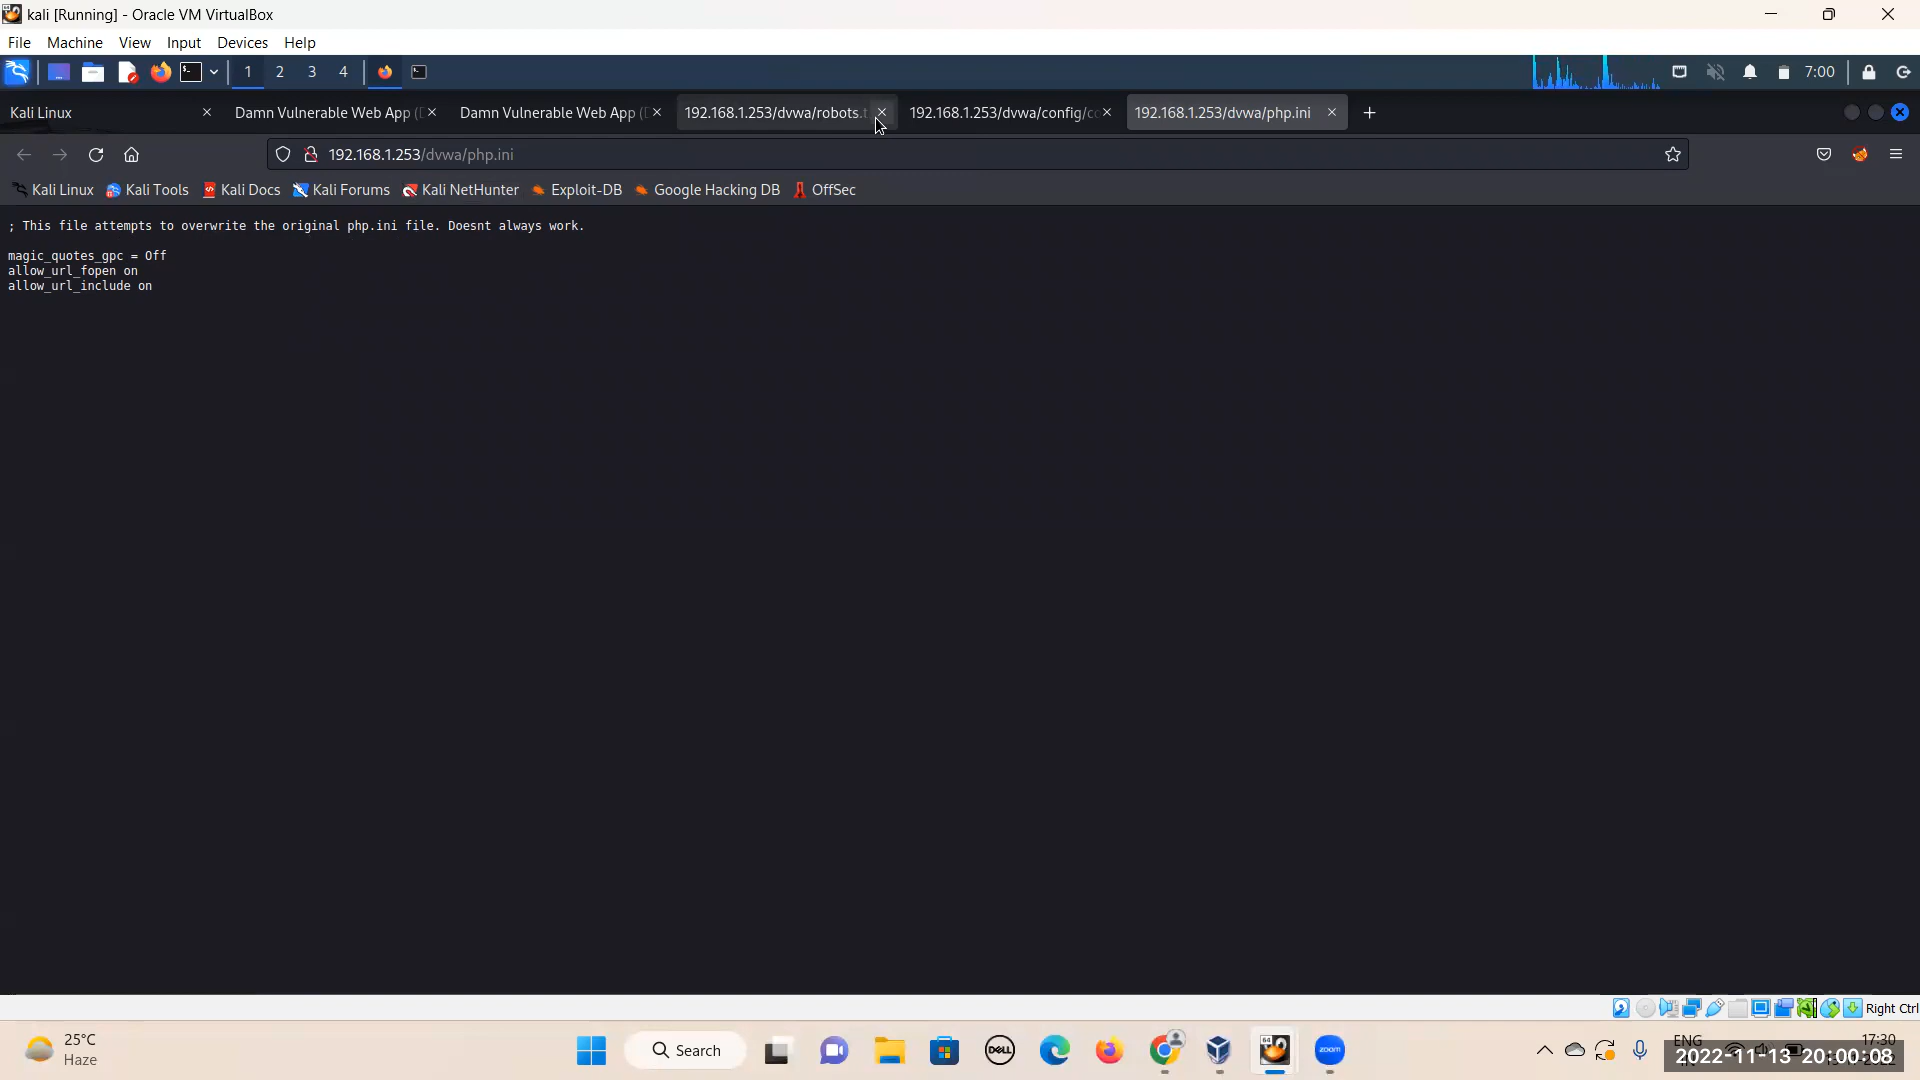 kali [Running] - Oracle VM VirtualBox
File Machine View Input Devices Help
1 2 3 4 7:00
Kali Linux Damn Vulnerable Web App ( Damn Vulnerable Web App ( 192.168.1.253/dvwa/robots.t 192.168.1.253/dvwa/config/co 192.168.1.253/dvwa/php.ini
192.168.1.253/dvwa/php.ini
Kali Linux Kali Tools Kali Docs Kali Forums Kali NetHunter Exploit-DB Google Hacking DB OffSec
; This file attempts to overwrite the original php.ini file. Doesnt always work.
magic_quotes_gpc = Off
allow_url_fopen on
allow_url_include on
Right Ctrl
25°C
Haze
Search
DELL
zoom
ENG
17:30
2022-11-13 20:00:08